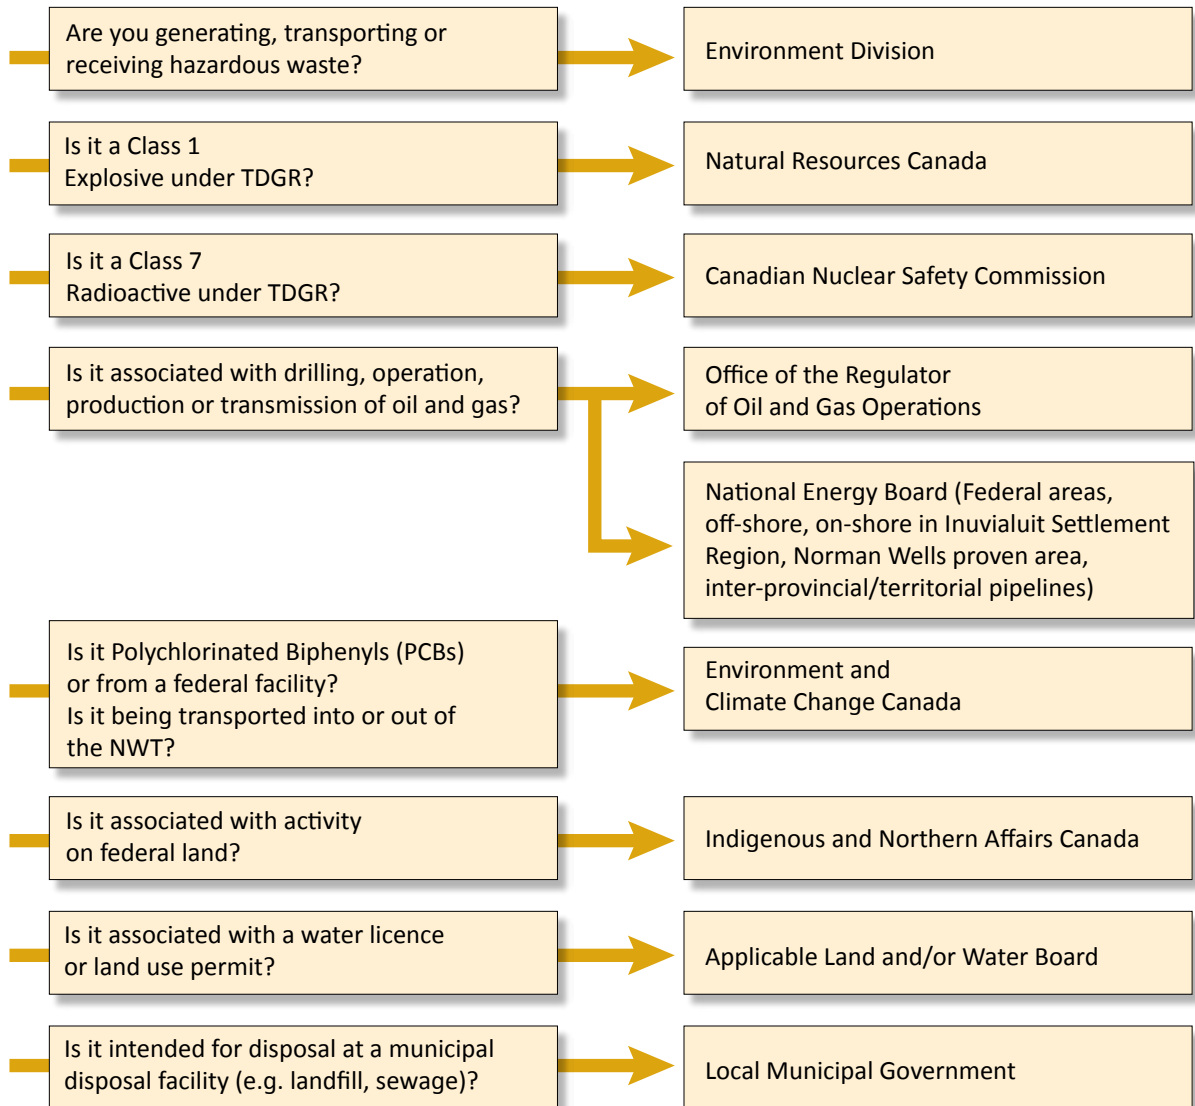 Are you generating, transporting or
receiving hazardous waste?
Environment Division
Is it a Class 1
Explosive under TDGR?
Natural Resources Canada
Is it a Class 7
Radioactive under TDGR?
Canadian Nuclear Safety Commission
Is it associated with drilling, operation,
production or transmission of oil and gas?
Office of the Regulator
of Oil and Gas Operations
National Energy Board (Federal areas,
off-shore, on-shore in Inuvialuit Settlement
Region, Norman Wells proven area,
inter-provincial/territorial pipelines)
Is it Polychlorinated Biphenyls (PCBs)
or from a federal facility?
Is it being transported into or out of
the NWT?
Environment and
Climate Change Canada
Is it associated with activity
on federal land?
Indigenous and Northern Affairs Canada
Is it associated with a water licence
or land use permit?
Applicable Land and/or Water Board
Is it intended for disposal at a municipal
disposal facility (e.g. landfill, sewage)?
Local Municipal Government